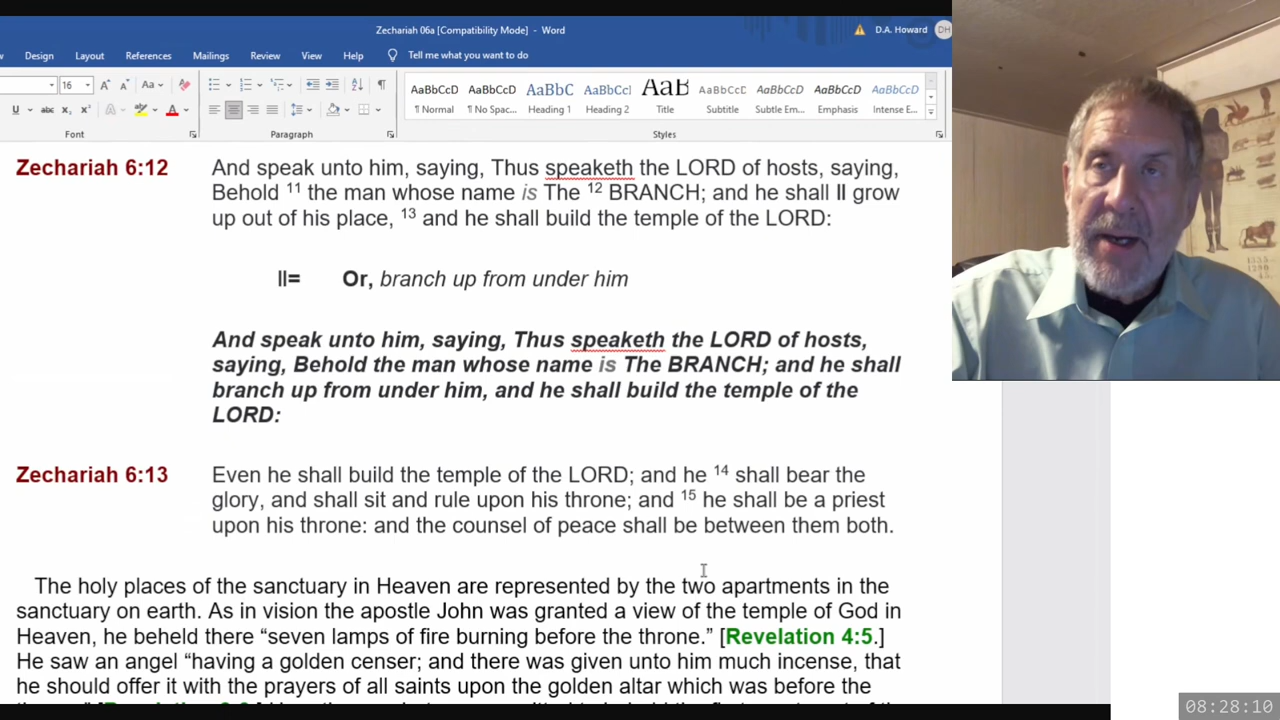 Zechariah 06a [Compatibility Mode] - Word
D.A. Howard
DH
Design Layout References Mailings Review View Help Tell me what you want to do
16 Aa
AaBbCcD AaBbCcD AaBbC AaBbCcI AaB AaBbCcD AaBbCcD AaBbCcD AaBbCcD
¶ Normal ¶ No Spac... Heading 1 Heading 2 Title Subtitle Subtle Em... Emphasis Intense E...
Font Paragraph Styles
Zechariah 6:12 And speak unto him, saying, Thus speaketh the LORD of hosts, saying,
Behold 11 the man whose name is The 12 BRANCH; and he shall ll grow
up out of his place, 13 and he shall build the temple of the LORD:
ll= Or, branch up from under him
And speak unto him, saying, Thus speaketh the LORD of hosts,
saying, Behold the man whose name is The BRANCH; and he shall
branch up from under him, and he shall build the temple of the
LORD:
Zechariah 6:13 Even he shall build the temple of the LORD; and he 14 shall bear the
glory, and shall sit and rule upon his throne; and 15 he shall be a priest
upon his throne: and the counsel of peace shall be between them both.
The holy places of the sanctuary in Heaven are represented by the two apartments in the
sanctuary on earth. As in vision the apostle John was granted a view of the temple of God in
Heaven, he beheld there “seven lamps of fire burning before the throne.” [Revelation 4:5.]
He saw an angel “having a golden censer; and there was given unto him much incense, that
he should offer it with the prayers of all saints upon the golden altar which was before the
08:28:10